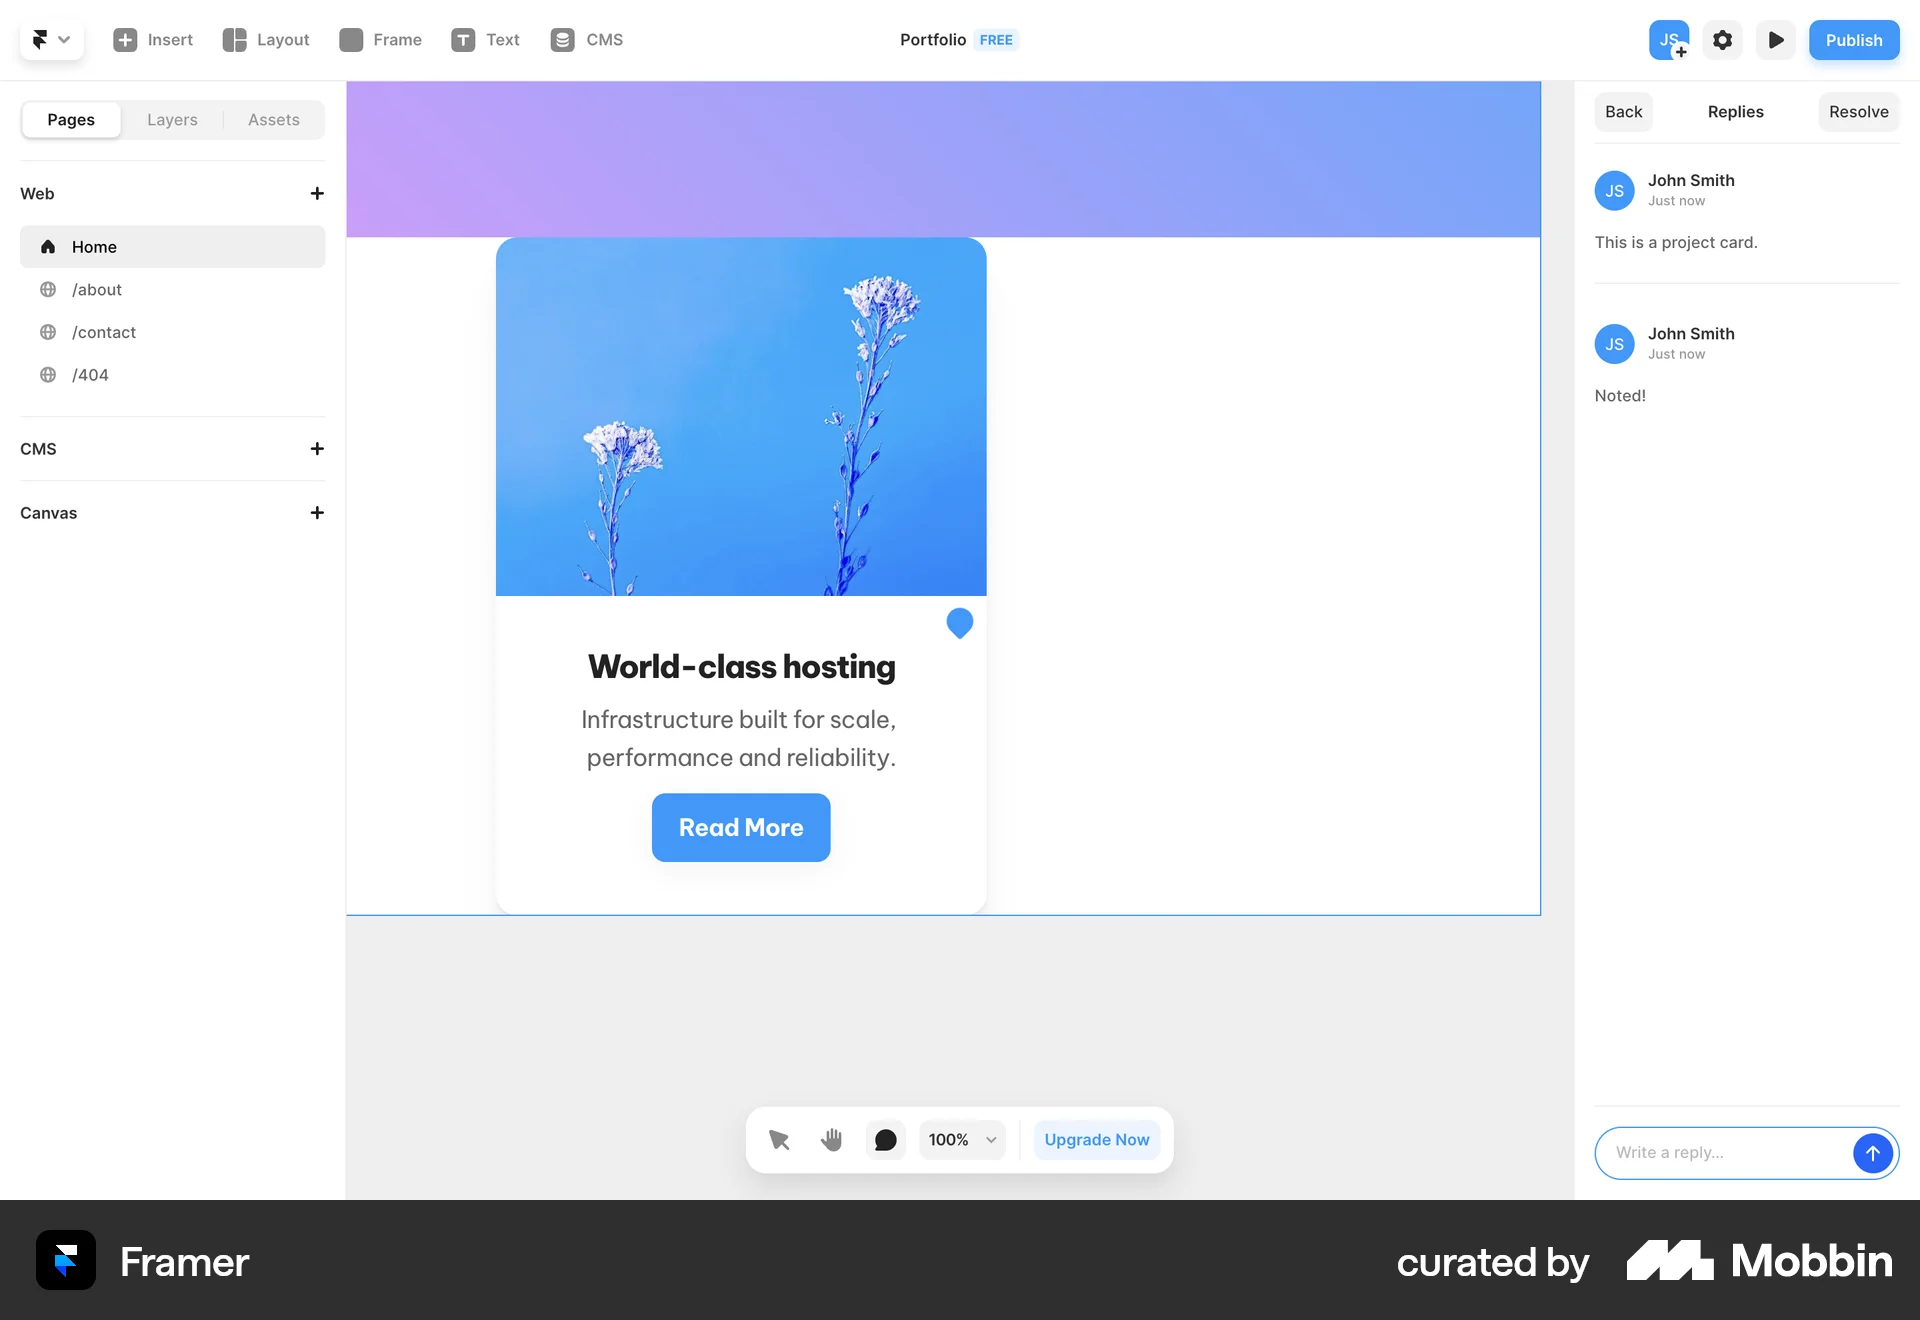 Insert
Layout
Frame
Text
CMS
Portfolio FREE
JS
Publish
Pages
Layers
Assets
Web
Home
/about
/contact
/404
CMS
Canvas
World-class hosting
Infrastructure built for scale,
performance and reliability.
Read More
100%
Upgrade Now
Back
Replies
Resolve
JS
John Smith
Just now
This is a project card.
JS
John Smith
Just now
Noted!
Write a reply...
Framer
curated by
Mobbin